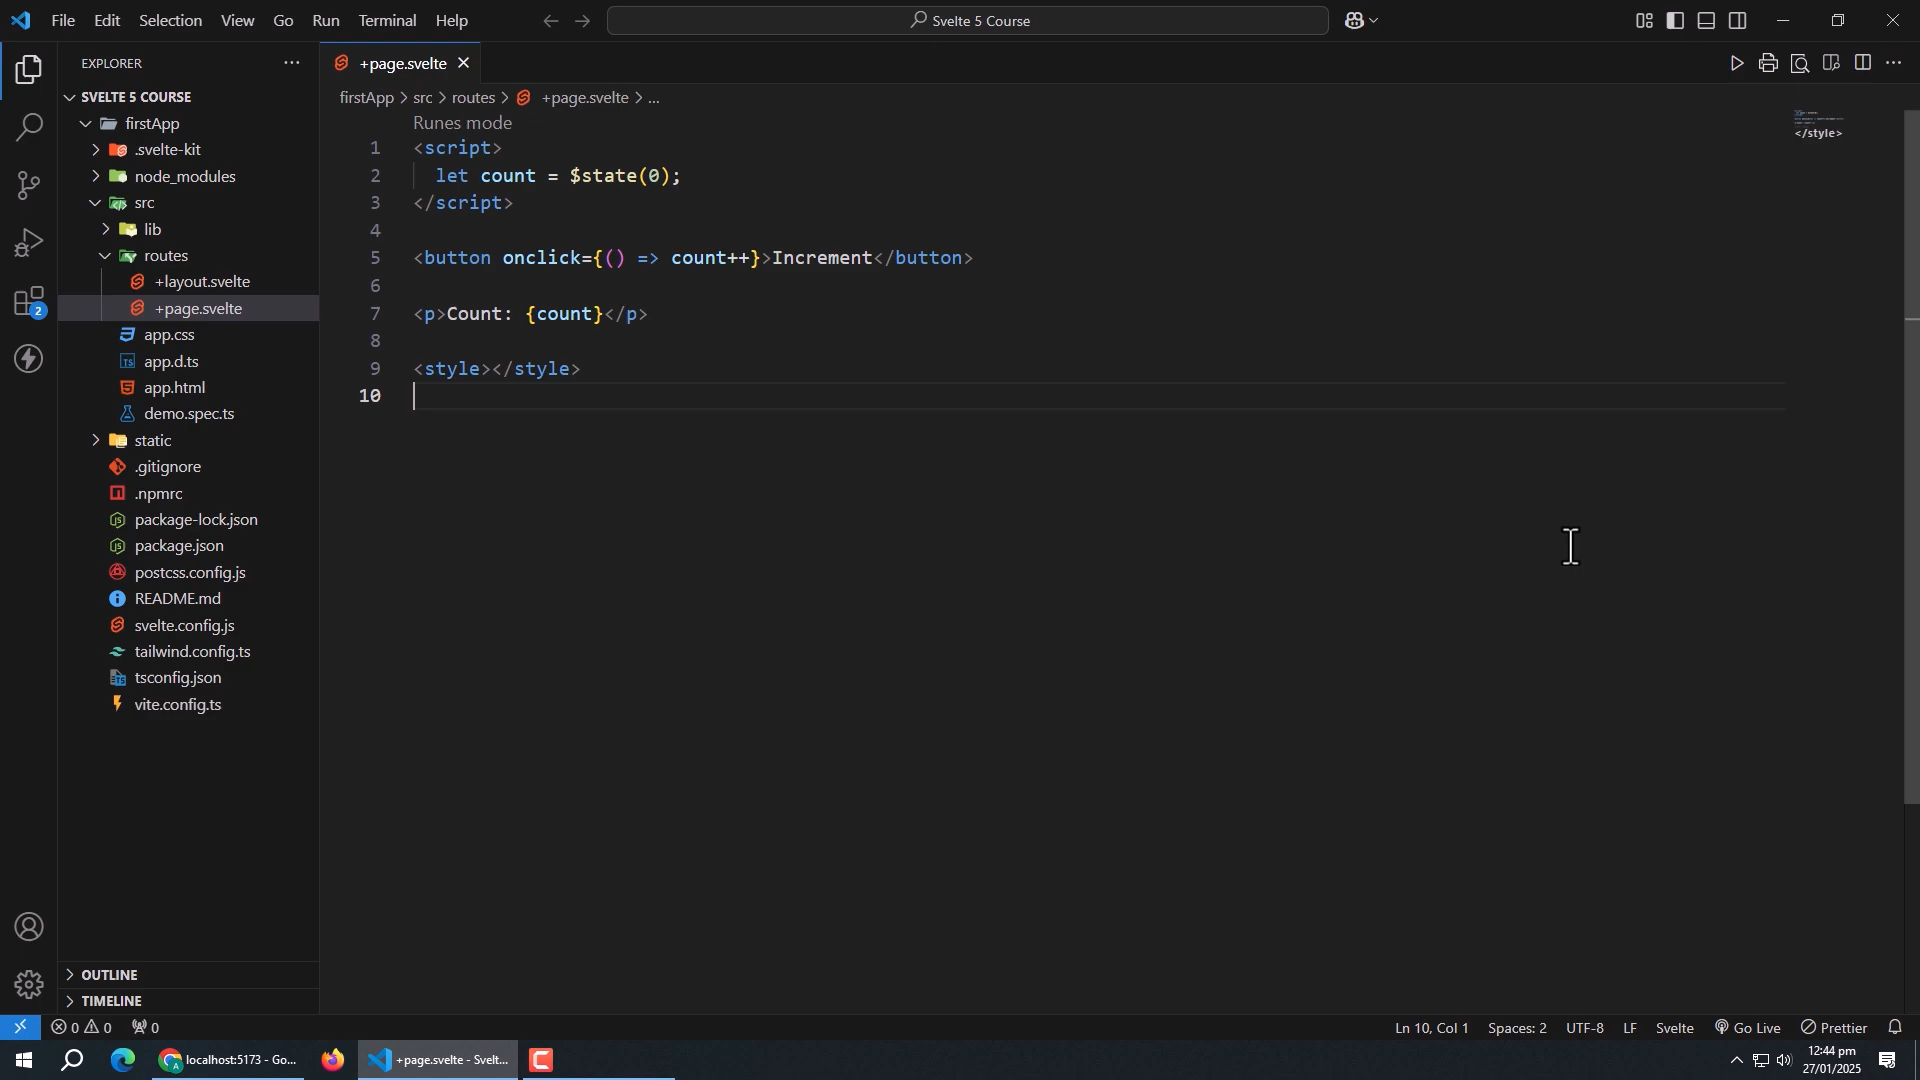 File Edit Selection View Go Run Terminal Help
Svelte 5 Course
EXPLORER
+page.svelte
SVELTE 5 COURSE
firstApp
.svelte-kit
node_modules
src
lib
routes
+layout.svelte
+page.svelte
app.css
app.d.ts
app.html
demo.spec.ts
static
.gitignore
.npmrc
package-lock.json
package.json
postcss.config.js
README.md
svelte.config.js
tailwind.config.ts
tsconfig.json
vite.config.ts
OUTLINE
TIMELINE
2
firstApp > src > routes > +page.svelte > ...
Runes mode
1 <script>
2 let count = $state(0);
3 </script>
4
5 <button onclick={() => count++}>Increment</button>
6
7 <p>Count: {count}</p>
8
9 <style></style>
10
</style>
0 0 0
Ln 10, Col 1 Spaces: 2 UTF-8 LF Svelte Go Live Prettier
localhost:5173 - Go...
+page.svelte - Svelt...
12:44 pm
27/01/2025